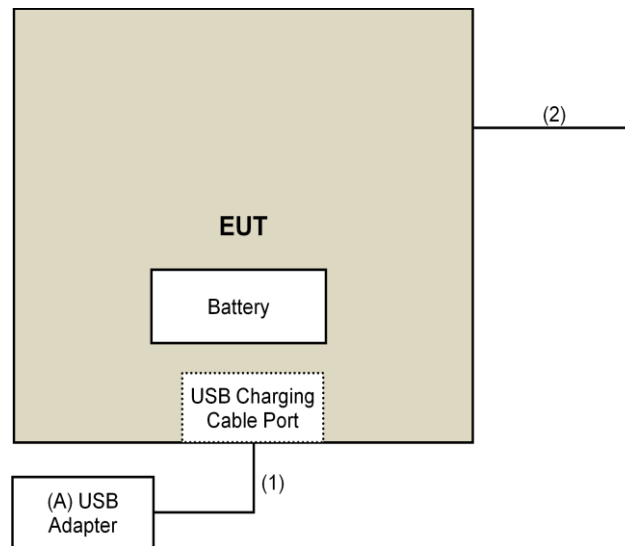 (2)
EUT
Battery
USB Charging
Cable Port
(1)
(A) USB
Adapter